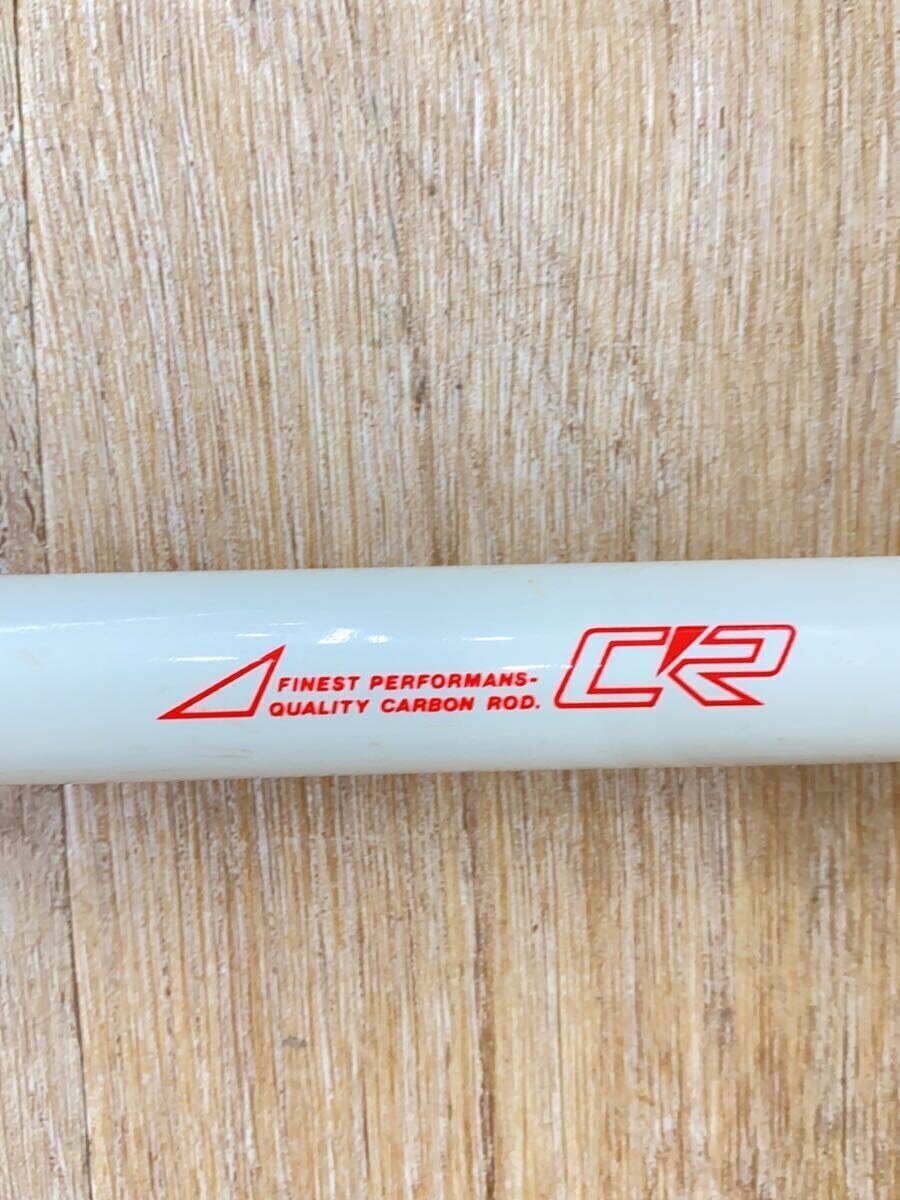 FINEST PERFORMANS-
QUALITY CARBON ROD.
CR